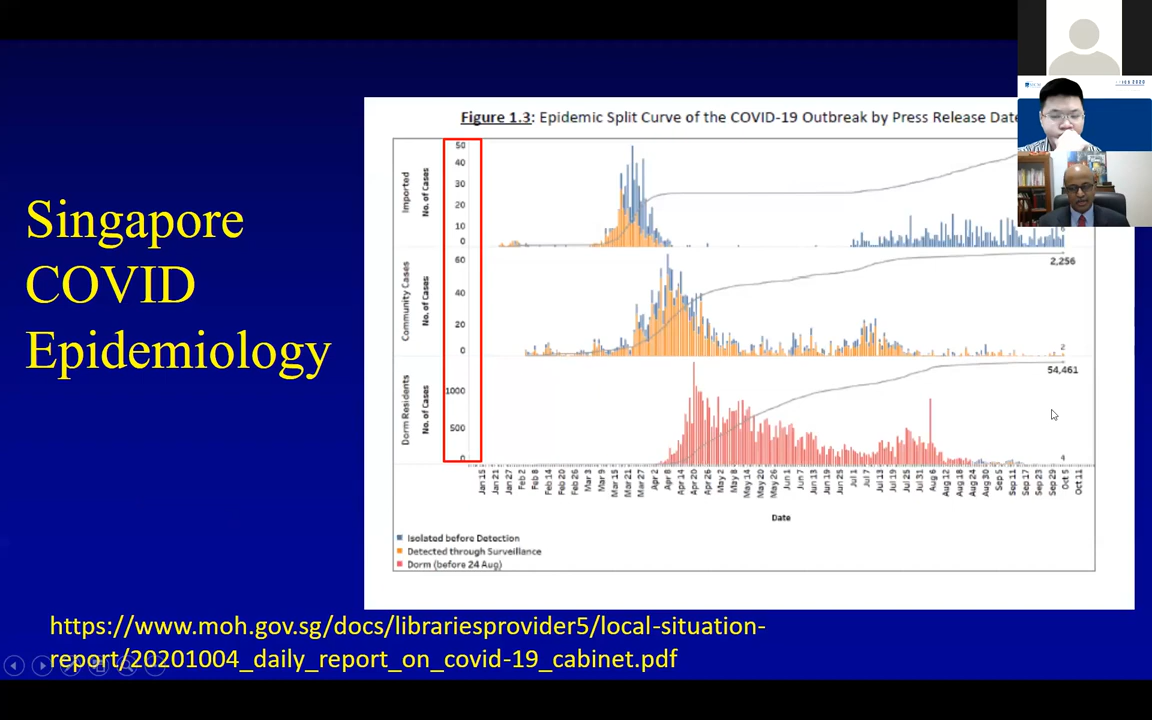 Singapore
COVID
Epidemiology
Figure 1.3: Epidemic Split Curve of the COVID-19 Outbreak by Press Release Date
Imported
No. of Cases
50
40
30
20
10
0
6
Community Cases
No. of Cases
60
40
20
0
2,256
2
Dorm Residents
No. of Cases
1000
500
0
54,461
4
Jan 15
Jan 21
Jan 27
Feb 2
Feb 8
Feb 14
Feb 20
Feb 26
Mar 3
Mar 9
Mar 15
Mar 21
Mar 27
Apr 2
Apr 8
Apr 14
Apr 20
Apr 26
May 2
May 8
May 14
May 20
May 26
Jun 1
Jun 7
Jun 13
Jun 19
Jun 25
Jul 1
Jul 7
Jul 13
Jul 19
Jul 25
Jul 31
Aug 6
Aug 12
Aug 18
Aug 24
Aug 30
Sep 5
Sep 11
Sep 17
Sep 23
Sep 29
Oct 5
Oct 11
Date
Isolated before Detection
Detected through Surveillance
Dorm (before 24 Aug)
https://www.moh.gov.sg/docs/librariesprovider5/local-situation-
report/20201004_daily_report_on_covid-19_cabinet.pdf